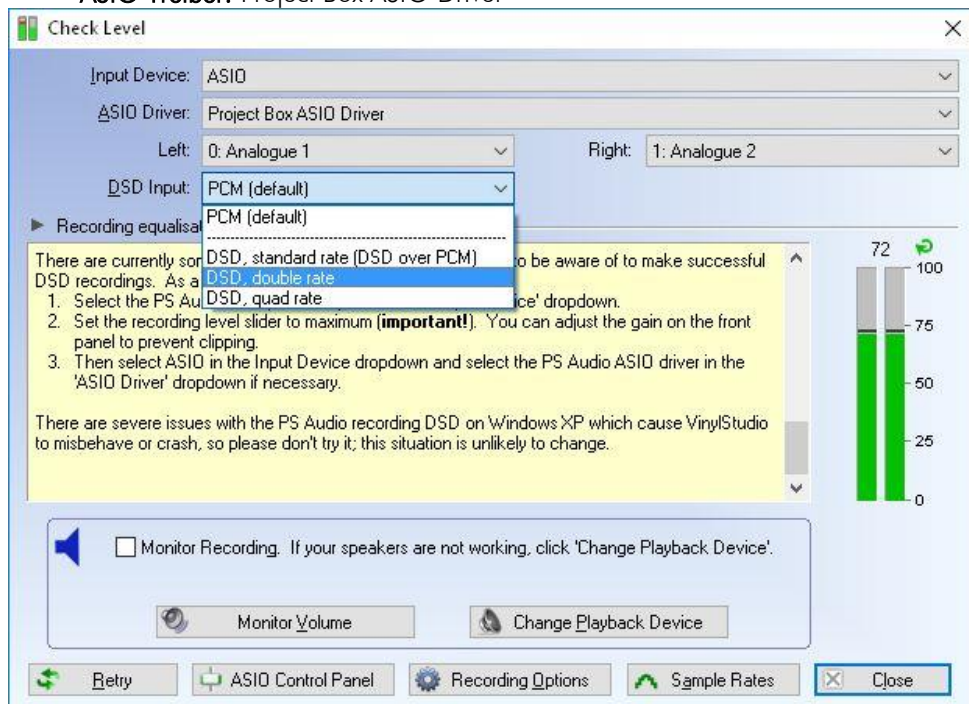 ASIO Treiber: Project Box ASIO Driver
Check Level
Input Device: ASIO
ASIO Driver: Project Box ASIO Driver
Left: 0: Analogue 1 Right: 1: Analogue 2
DSD Input: PCM (default)
PCM (default)
DSD, standard rate (DSD over PCM)
DSD, double rate
DSD, quad rate
Recording equalisa
There are currently so o be aware of to make successful
DSD recordings. As a
1. Select the PS Au ice' dropdown.
2. Set the recording level slider to maximum (important!). You can adjust the gain on the front
panel to prevent clipping.
3. Then select ASIO in the Input Device dropdown and select the PS Audio ASIO driver in the
'ASIO Driver' dropdown if necessary.
There are severe issues with the PS Audio recording DSD on Windows XP which cause VinylStudio
to misbehave or crash, so please don't try it; this situation is unlikely to change.
72
100
75
50
25
0
Monitor Recording. If your speakers are not working, click 'Change Playback Device'.
Monitor Volume Change Playback Device
Retry ASIO Control Panel Recording Options Sample Rates Close